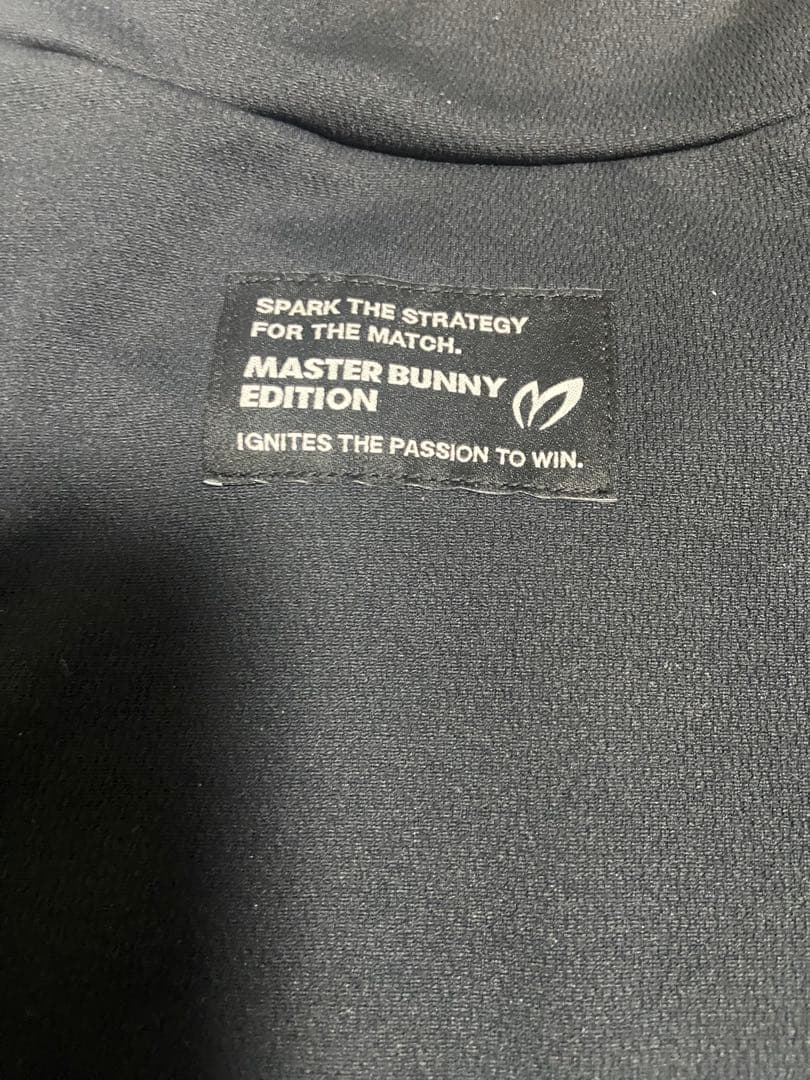 SPARK THE STRATEGY
FOR THE MATCH.
MASTER BUNNY
EDITION
IGNITES THE PASSION TO WIN.